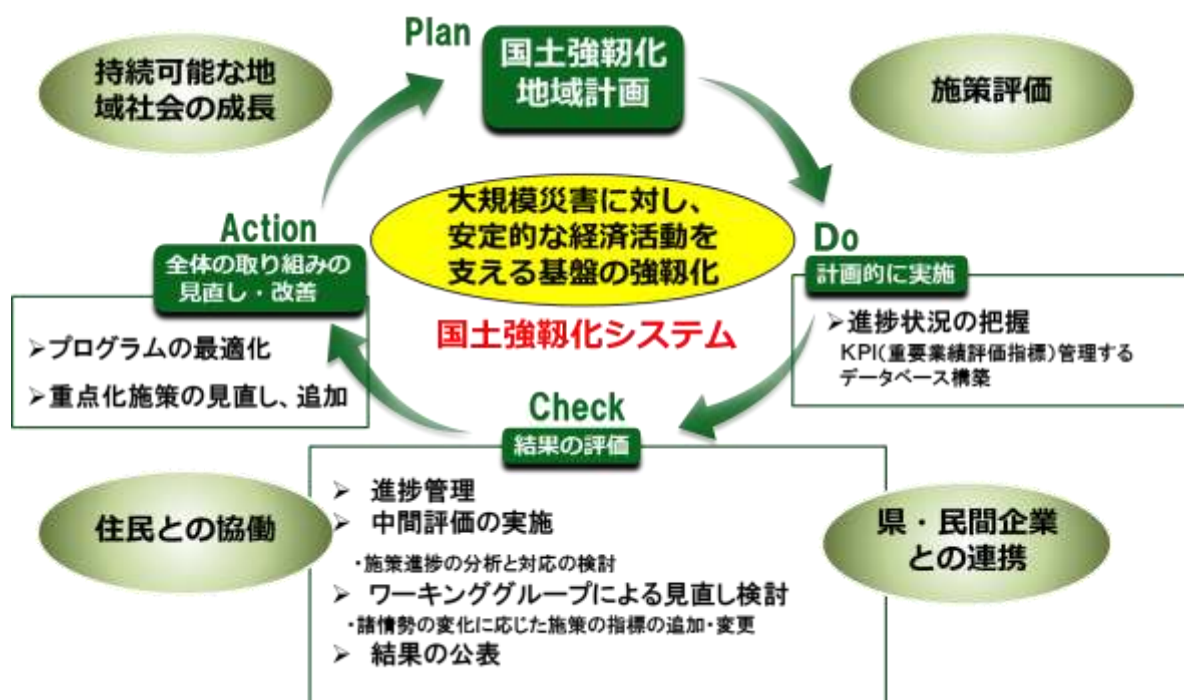 Plan
国土強靭化
地域計画
持続可能な地
域社会の成長
施策評価
大規模災害に対し、
安定的な経済活動を
支える基盤の強靭化
国土強靭化システム
Do
計画的に実施
➢進捗状況の把握
KPI(重要業績評価指標)管理する
データベース構築
Check
結果の評価
➢ 進捗管理
➢ 中間評価の実施
・施策進捗の分析と対応の検討
➢ ワーキンググループによる見直し検討
・諸情勢の変化に応じた施策の指標の追加・変更
➢ 結果の公表
Action
全体の取り組みの
見直し・改善
➢プログラムの最適化
➢重点化施策の見直し、追加
住民との協働
県・民間企業
との連携